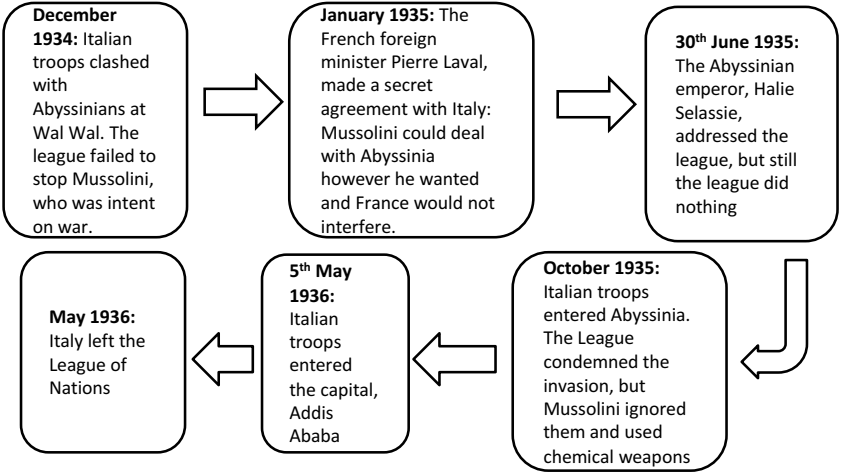 December
1934: Italian
troops clashed
with
Abyssinians at
Wal Wal. The
league failed to
stop Mussolini,
who was intent
on war.
January 1935: The
French foreign
minister Pierre Laval,
made a secret
agreement with Italy:
Mussolini could deal
with Abyssinia
however he wanted
and France would not
interfere.
30th June 1935:
The Abyssinian
emperor, Halie
Selassie,
addressed the
league, but still
the league did
nothing
October 1935:
Italian troops
entered Abyssinia.
The League
condemned the
invasion, but
Mussolini ignored
them and used
chemical weapons
5th May
1936:
Italian
troops
entered
the capital,
Addis
Ababa
May 1936:
Italy left the
League of
Nations